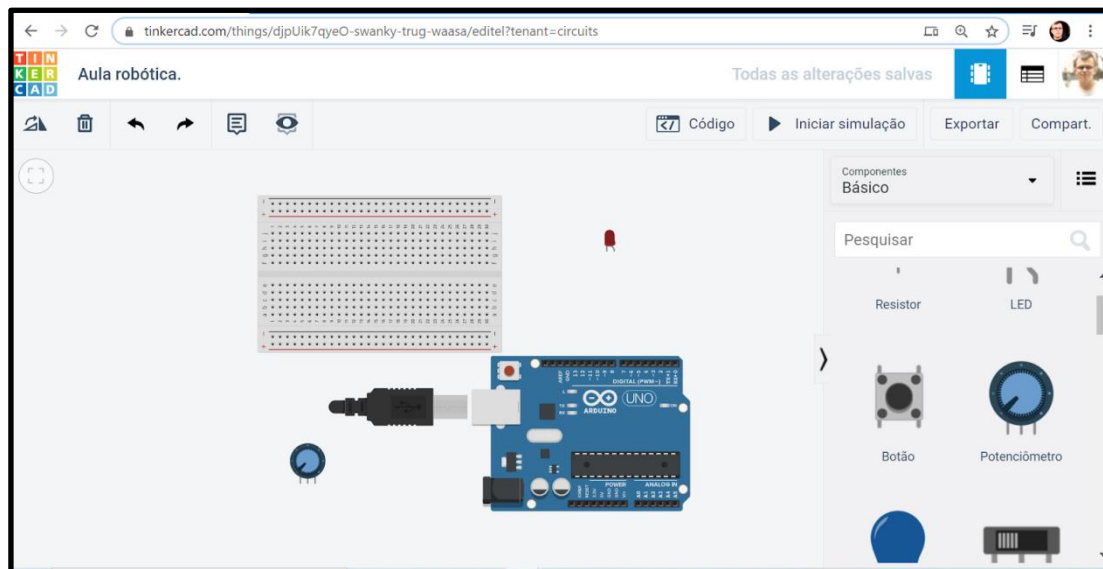 tinkercad.com/things/djpUik7qyeO-swanky-trug-waasa/editel?tenant=circuits
TIN
KER
CAD
Aula robótica.
Todas as alterações salvas
Código
Iniciar simulação
Exportar
Compart.
Componentes
Básico
Pesquisar
Resistor
LED
Botão
Potenciômetro
DIGITAL (PWM~)
UNO
ARDUINO
POWER
ANALOG IN